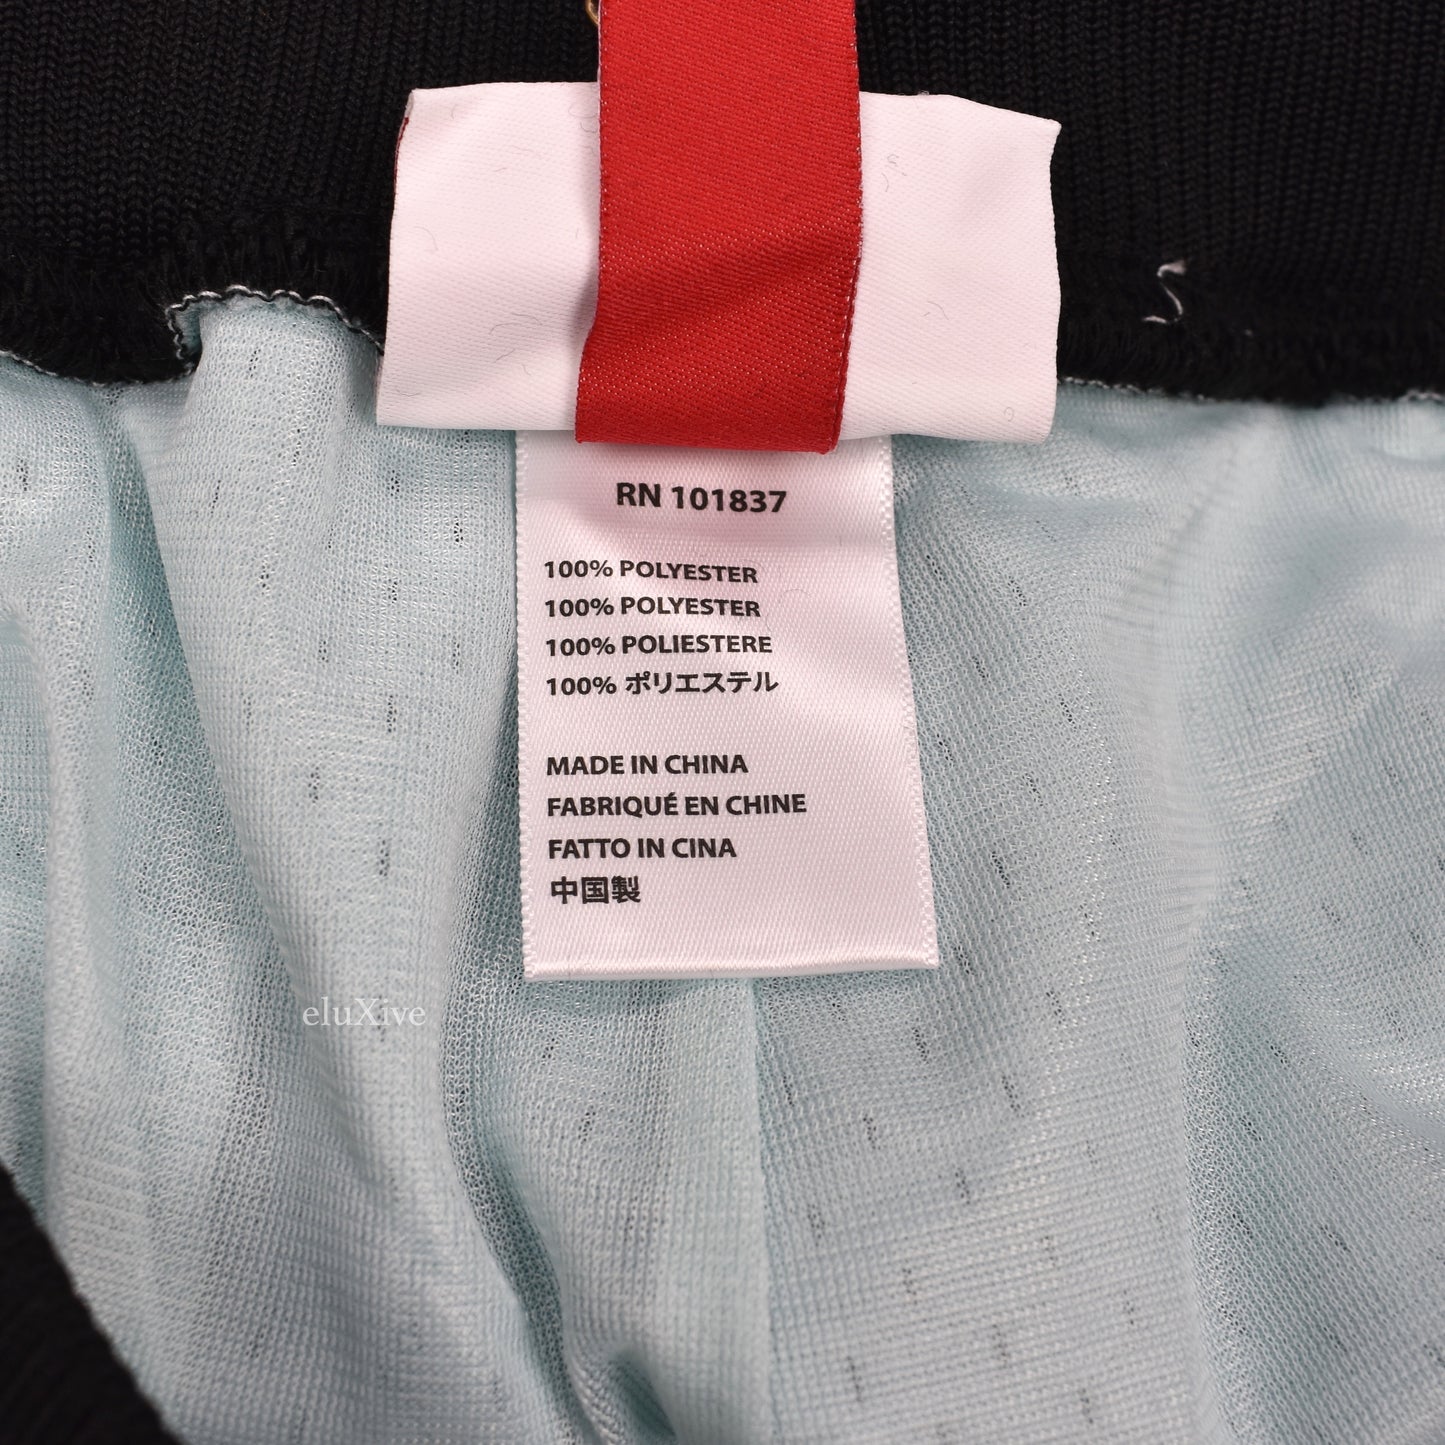 RN 101837
100% POLYESTER
100% POLYESTER
100% POLIESTERE
100% ポリエステル
MADE IN CHINA
FABRIQUÉ EN CHINE
FATTO IN CINA
中国製
eluXive